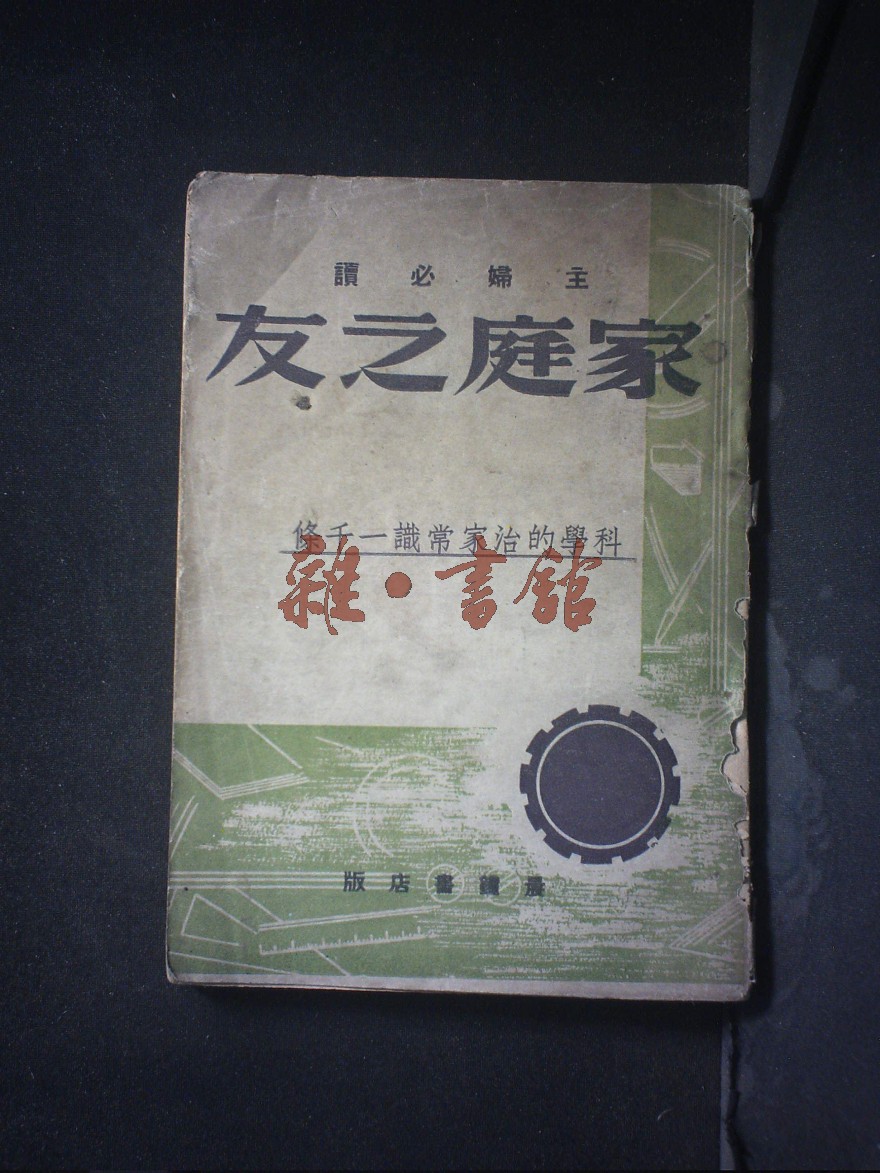 主婦必讀
家庭之友
科學的治家常識一千條
雜·書館
晨鐘書店版